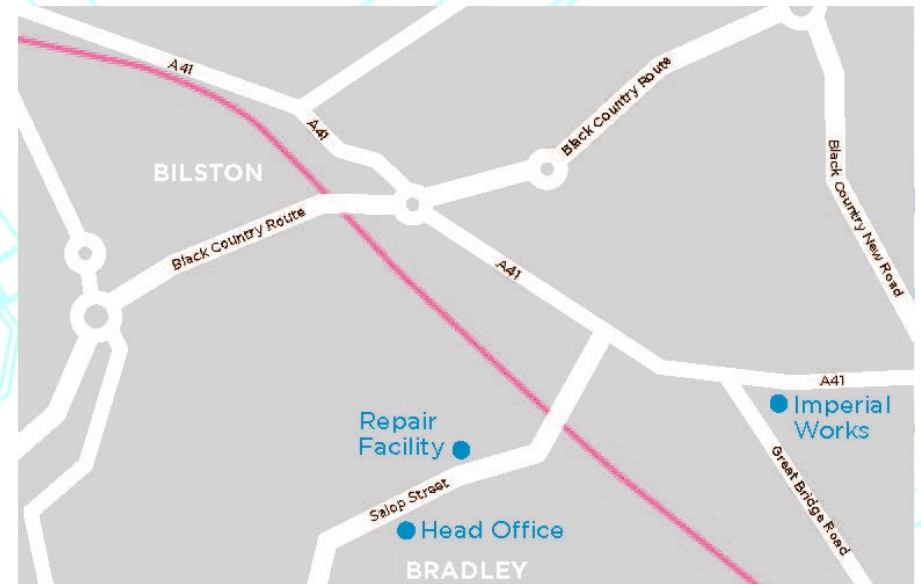 A41
A41
Black Country Route
Black Country New Road
BILSTON
Black Country Route
A41
A41
Imperial
Works
Repair
Facility
Great Bridge Road
Salop Street
Head Office
BRADLEY